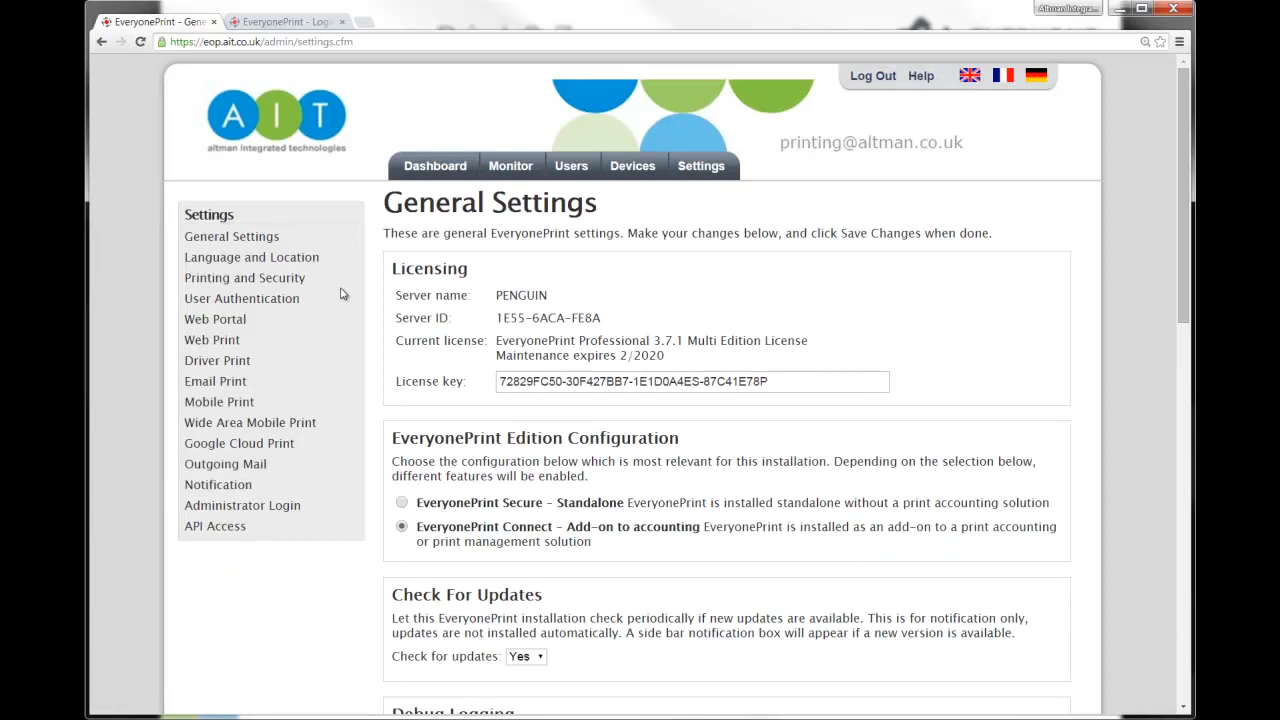 EveryonePrint - Gene
EveryonePrint - Logi
Altman Integra
https://eop.ait.co.uk/admin/settings.cfm
Log Out Help
AIT
altman integrated technologies
printing@altman.co.uk
Dashboard Monitor Users Devices Settings
Settings
General Settings
Language and Location
Printing and Security
User Authentication
Web Portal
Web Print
Driver Print
Email Print
Mobile Print
Wide Area Mobile Print
Google Cloud Print
Outgoing Mail
Notification
Administrator Login
API Access
General Settings
These are general EveryonePrint settings. Make your changes below, and click Save Changes when done.
Licensing
Server name: PENGUIN
Server ID: 1E55-6ACA-FE8A
Current license: EveryonePrint Professional 3.7.1 Multi Edition License
Maintenance expires 2/2020
License key: 72829FC50-30F427BB7-1E1D0A4ES-87C41E78P
EveryonePrint Edition Configuration
Choose the configuration below which is most relevant for this installation. Depending on the selection below,
different features will be enabled.
EveryonePrint Secure - Standalone EveryonePrint is installed standalone without a print accounting solution
EveryonePrint Connect - Add-on to accounting EveryonePrint is installed as an add-on to a print accounting
or print management solution
Check For Updates
Let this EveryonePrint installation check periodically if new updates are available. This is for notification only,
updates are not installed automatically. A side bar notification box will appear if a new version is available.
Check for updates: Yes
Debug Logging